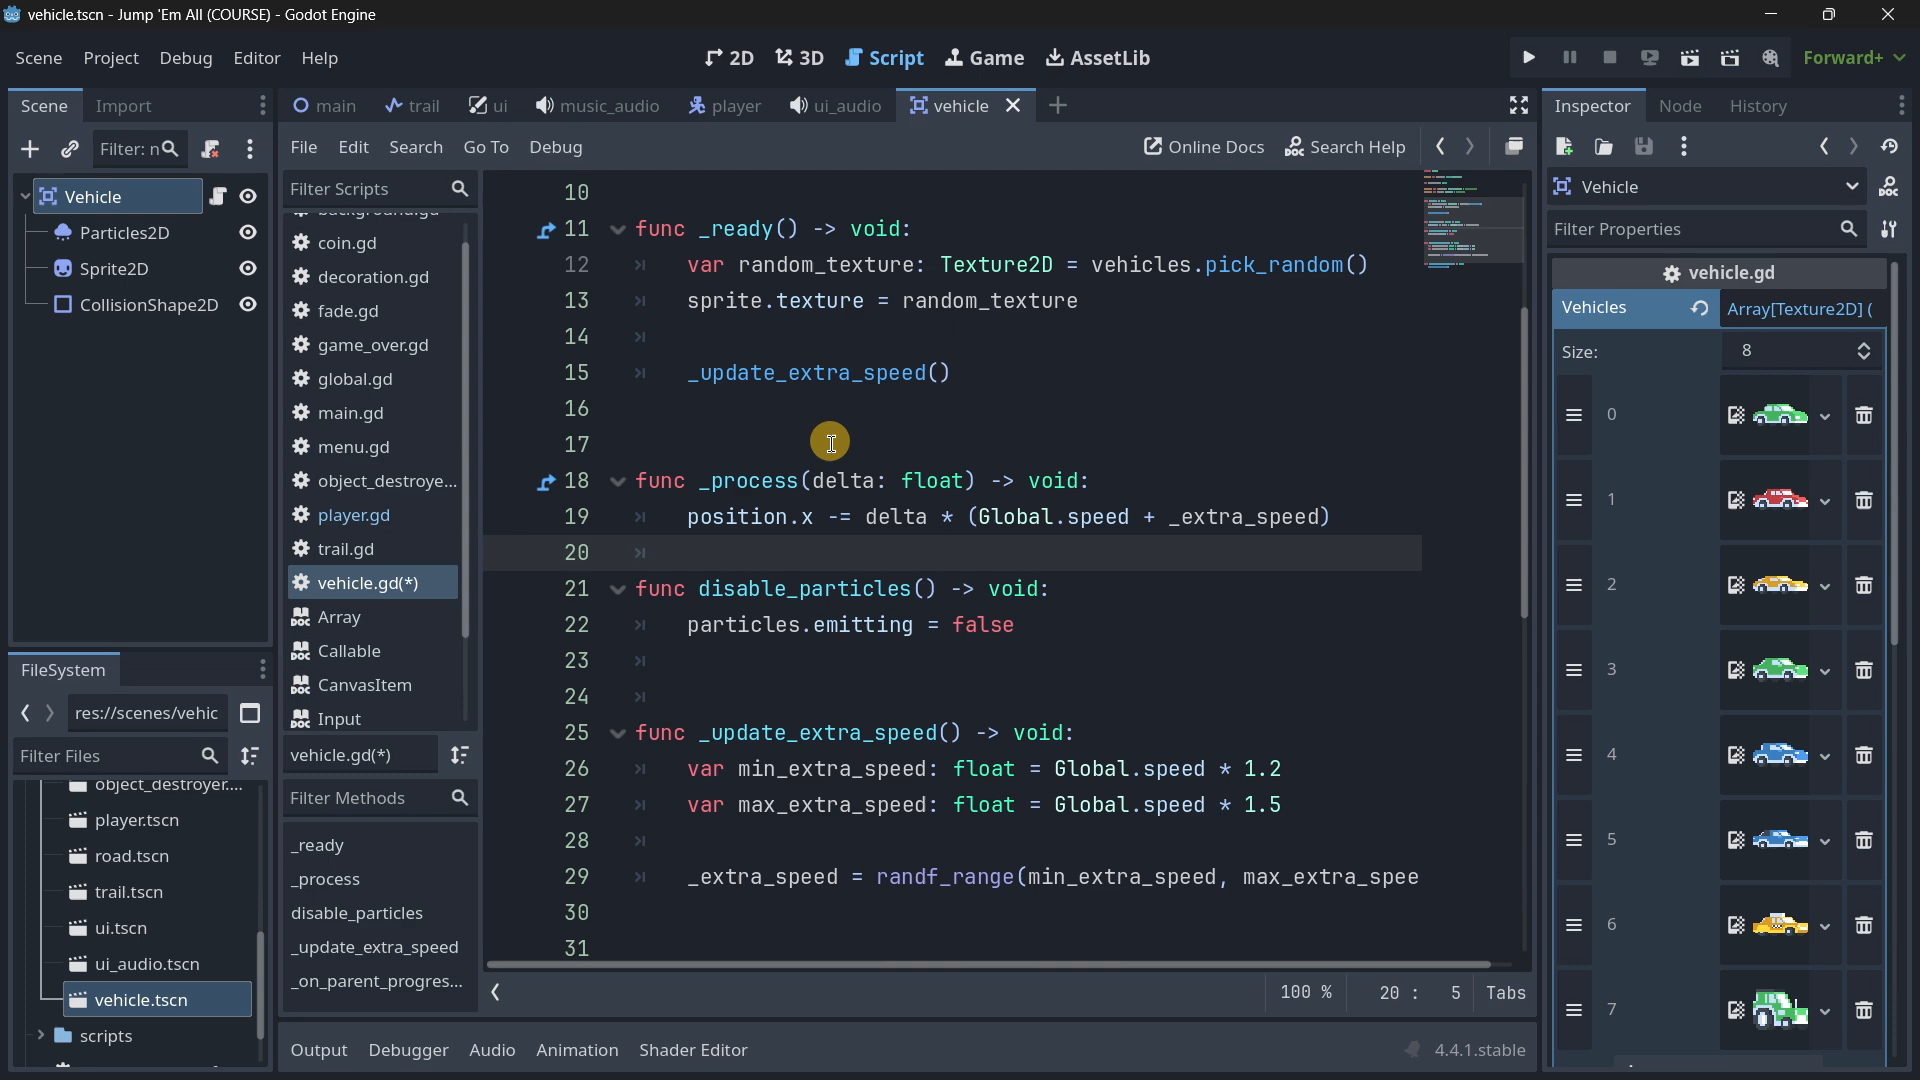 vehicle.tscn - Jump 'Em All (COURSE) - Godot Engine
Scene Project Debug Editor Help
2D 3D Script Game AssetLib
Forward+
Scene Import
Filter: n
Vehicle
Particles2D
Sprite2D
CollisionShape2D
FileSystem
res://scenes/vehic
Filter Files
object_destroyer....
player.tscn
road.tscn
trail.tscn
ui.tscn
ui_audio.tscn
vehicle.tscn
scripts
main trail ui music_audio player ui_audio vehicle
File Edit Search Go To Debug
Online Docs Search Help
Filter Scripts
background.gd
coin.gd
decoration.gd
fade.gd
game_over.gd
global.gd
main.gd
menu.gd
object_destroye...
player.gd
trail.gd
vehicle.gd(*)
Array
Callable
CanvasItem
Input
vehicle.gd(*)
Filter Methods
_ready
_process
disable_particles
_update_extra_speed
_on_parent_progres...
10
11 func _ready() -> void:
12 var random_texture: Texture2D = vehicles.pick_random()
13 sprite.texture = random_texture
14
15 _update_extra_speed()
16
17
18 func _process(delta: float) -> void:
19 position.x -= delta * (Global.speed + _extra_speed)
20
21 func disable_particles() -> void:
22 particles.emitting = false
23
24
25 func _update_extra_speed() -> void:
26 var min_extra_speed: float = Global.speed * 1.2
27 var max_extra_speed: float = Global.speed * 1.5
28
29 _extra_speed = randf_range(min_extra_speed, max_extra_spee
30
31
100 % 20 : 5 Tabs
Output Debugger Audio Animation Shader Editor
4.4.1.stable
Inspector Node History
Vehicle
Filter Properties
vehicle.gd
Vehicles Array[Texture2D] (
Size: 8
0
1
2
3
4
5
6
7